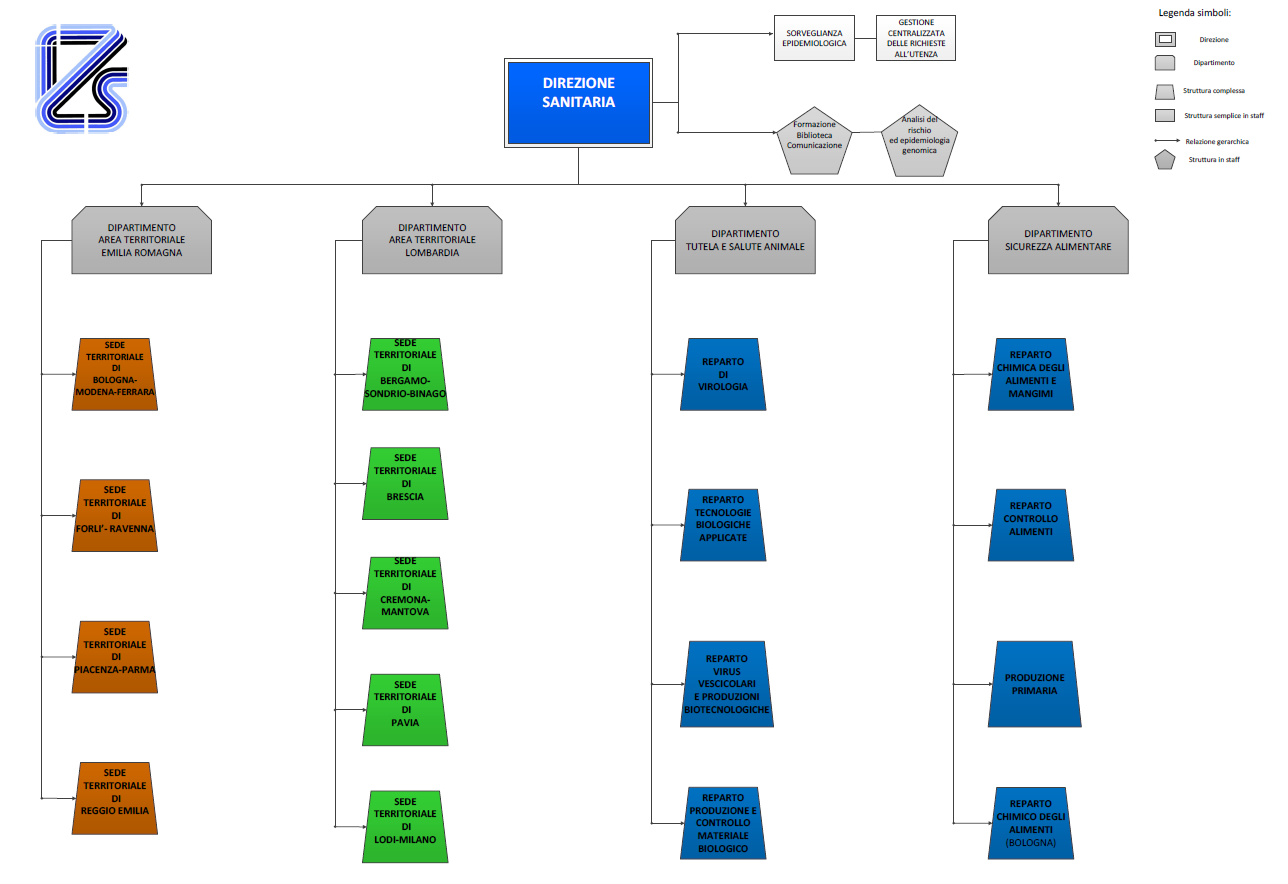 Legenda simboli:
Direzione
Dipartimento
Struttura complessa
Struttura semplice in staff
Relazione gerarchica
Struttura in staff
DIREZIONE
SANITARIA
SORVEGLIANZA
EPIDEMIOLOGICA
GESTIONE
CENTRALIZZATA
DELLE RICHIESTE
ALL'UTENZA
Formazione
Biblioteca
Comunicazione
Analisi del
rischio
ed epidemiologia
genomica
DIPARTIMENTO
AREA TERRITORIALE
EMILIA ROMAGNA
SEDE
TERRITORIALE
DI
BOLOGNA-
MODENA-FERRARA
SEDE
TERRITORIALE
DI
FORLI'- RAVENNA
SEDE
TERRITORIALE
DI
PIACENZA-PARMA
SEDE
TERRITORIALE
DI
REGGIO EMILIA
DIPARTIMENTO
AREA TERRITORIALE
LOMBARDIA
SEDE
TERRITORIALE
DI
BERGAMO-
SONDRIO-BINAGO
SEDE
TERRITORIALE
DI
BRESCIA
SEDE
TERRITORIALE
DI
CREMONA-
MANTOVA
SEDE
TERRITORIALE
DI
PAVIA
SEDE
TERRITORIALE
DI
LODI-MILANO
DIPARTIMENTO
TUTELA E SALUTE ANIMALE
REPARTO
DI
VIROLOGIA
REPARTO
TECNOLOGIE
BIOLOGICHE
APPLICATE
REPARTO
VIRUS
VESCICOLARI
E PRODUZIONI
BIOTECNOLOGICHE
REPARTO
PRODUZIONE E
CONTROLLO
MATERIALE
BIOLOGICO
DIPARTIMENTO
SICUREZZA ALIMENTARE
REPARTO
CHIMICA DEGLI
ALIMENTI E
MANGIMI
REPARTO
CONTROLLO
ALIMENTI
PRODUZIONE
PRIMARIA
REPARTO
CHIMICO DEGLI
ALIMENTI
(BOLOGNA)